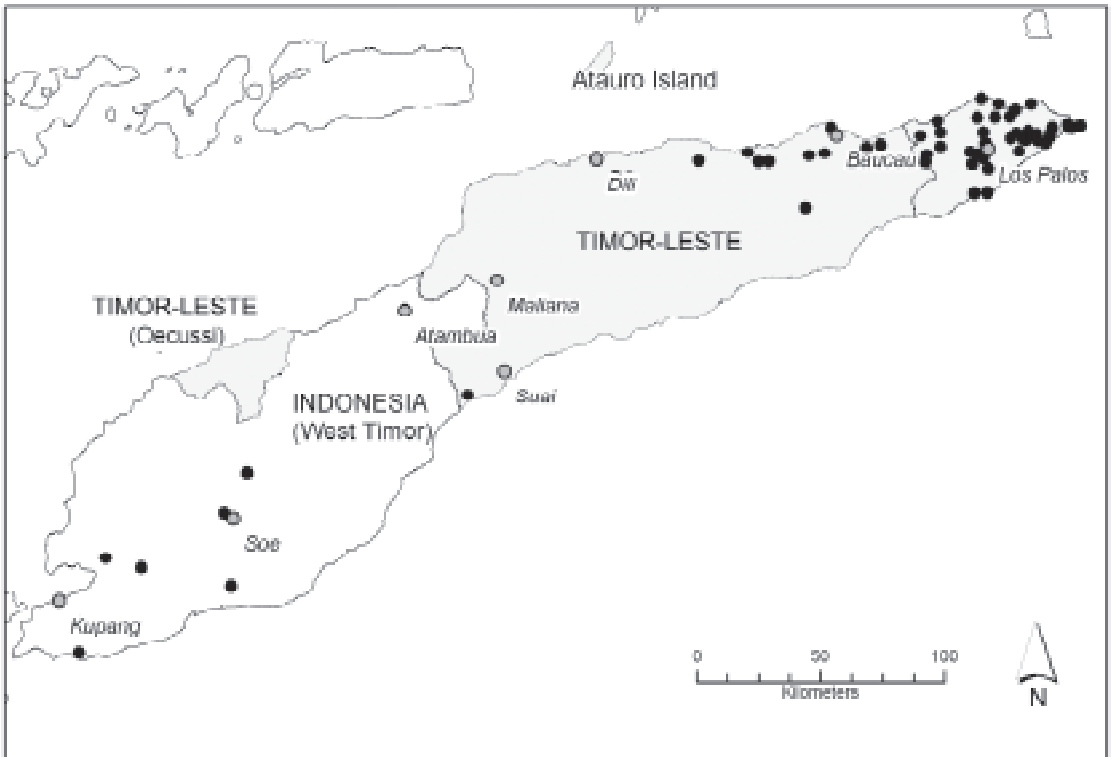 Atauro Island
Baucau
Los Palos
Dili
TIMOR-LESTE
Maliana
TIMOR-LESTE
(Oecussi)
Atambua
Suai
INDONESIA
(West Timor)
Soe
Kupang
0 50 100
Kilometers
N